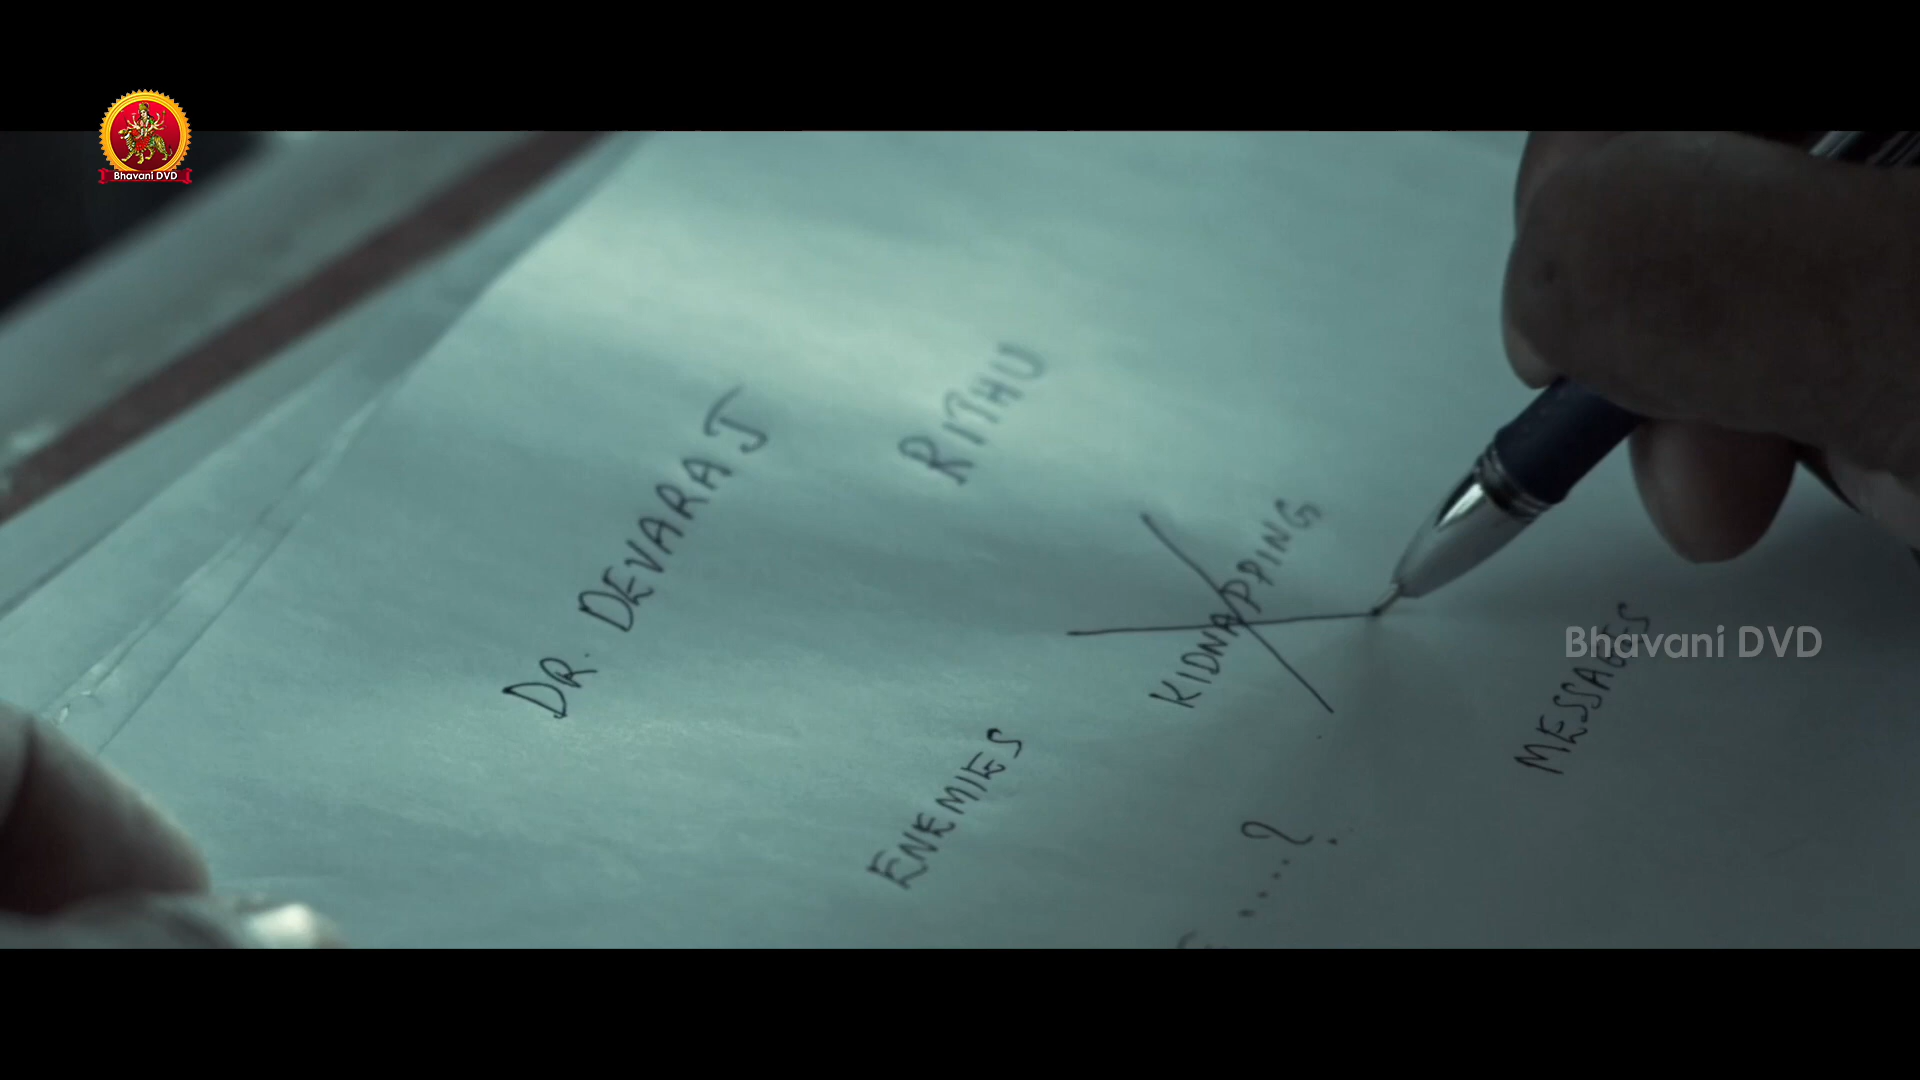 Bhavani DVD
DR. DEVARAJ
RITHU
KIDNAPPING
ENEMIES
MESSAGES
Bhavani DVD
.....?